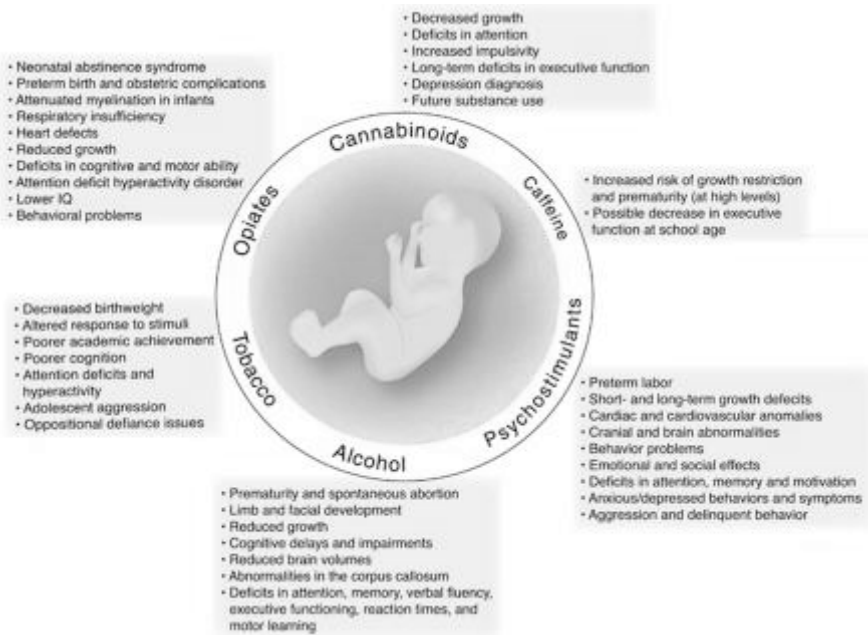 • Decreased growth
• Deficits in attention
• Increased impulsivity
• Long-term deficits in executive function
• Depression diagnosis
• Future substance use
Cannabinoids
• Neonatal abstinence syndrome
• Preterm birth and obstetric complications
• Attenuated myelination in infants
• Respiratory insufficiency
• Heart defects
• Reduced growth
• Deficits in cognitive and motor ability
• Attention deficit hyperactivity disorder
• Lower IQ
• Behavioral problems
Opiates
Caffeine
• Increased risk of growth restriction
and prematurity (at high levels)
• Possible decrease in executive
function at school age
• Decreased birthweight
• Altered response to stimuli
• Poorer academic achievement
• Poorer cognition
• Attention deficits and
hyperactivity
• Adolescent aggression
• Oppositional defiance issues
Tobacco
Psychostimulants
• Preterm labor
• Short- and long-term growth defects
• Cardiac and cardiovascular anomalies
• Cranial and brain abnormalities
• Behavior problems
• Emotional and social effects
• Deficits in attention, memory and motivation
• Anxious/depressed behaviors and symptoms
• Aggression and delinquent behavior
Alcohol
• Prematurity and spontaneous abortion
• Limb and facial development
• Reduced growth
• Cognitive delays and impairments
• Reduced brain volumes
• Abnormalities in the corpus callosum
• Deficits in attention, memory, verbal fluency,
executive functioning, reaction times, and
motor learning